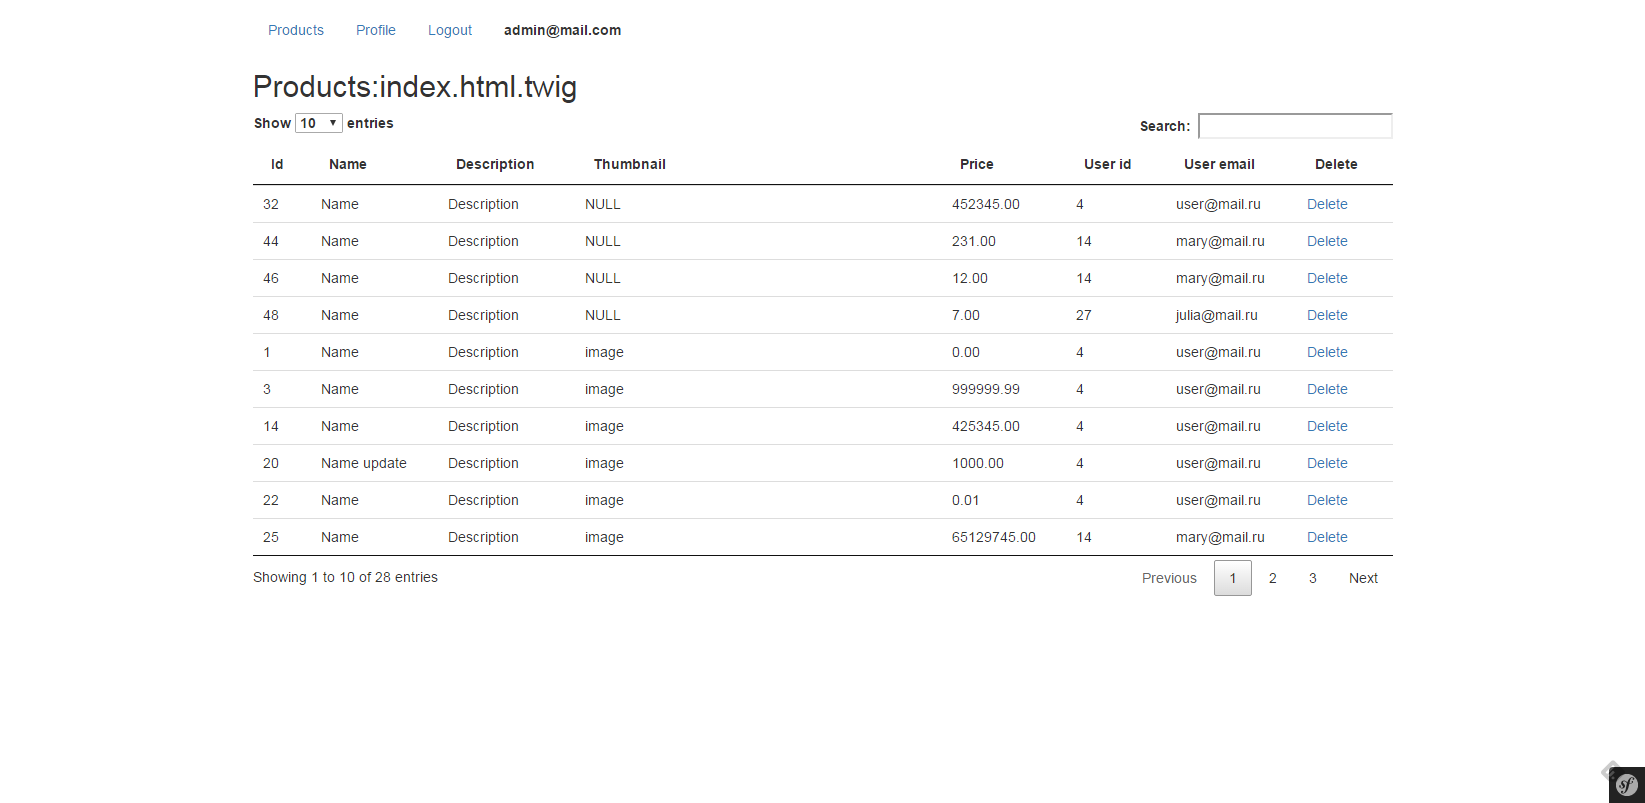 Products Profile Logout admin@mail.com
Products:index.html.twig
Show 10 entries Search:
Id Name Description Thumbnail Price User id User email Delete
32 Name Description NULL 452345.00 4 user@mail.ru Delete
44 Name Description NULL 231.00 14 mary@mail.ru Delete
46 Name Description NULL 12.00 14 mary@mail.ru Delete
48 Name Description NULL 7.00 27 julia@mail.ru Delete
1 Name Description image 0.00 4 user@mail.ru Delete
3 Name Description image 999999.99 4 user@mail.ru Delete
14 Name Description image 425345.00 4 user@mail.ru Delete
20 Name update Description image 1000.00 4 user@mail.ru Delete
22 Name Description image 0.01 4 user@mail.ru Delete
25 Name Description image 65129745.00 14 mary@mail.ru Delete
Showing 1 to 10 of 28 entries Previous 1 2 3 Next
sf